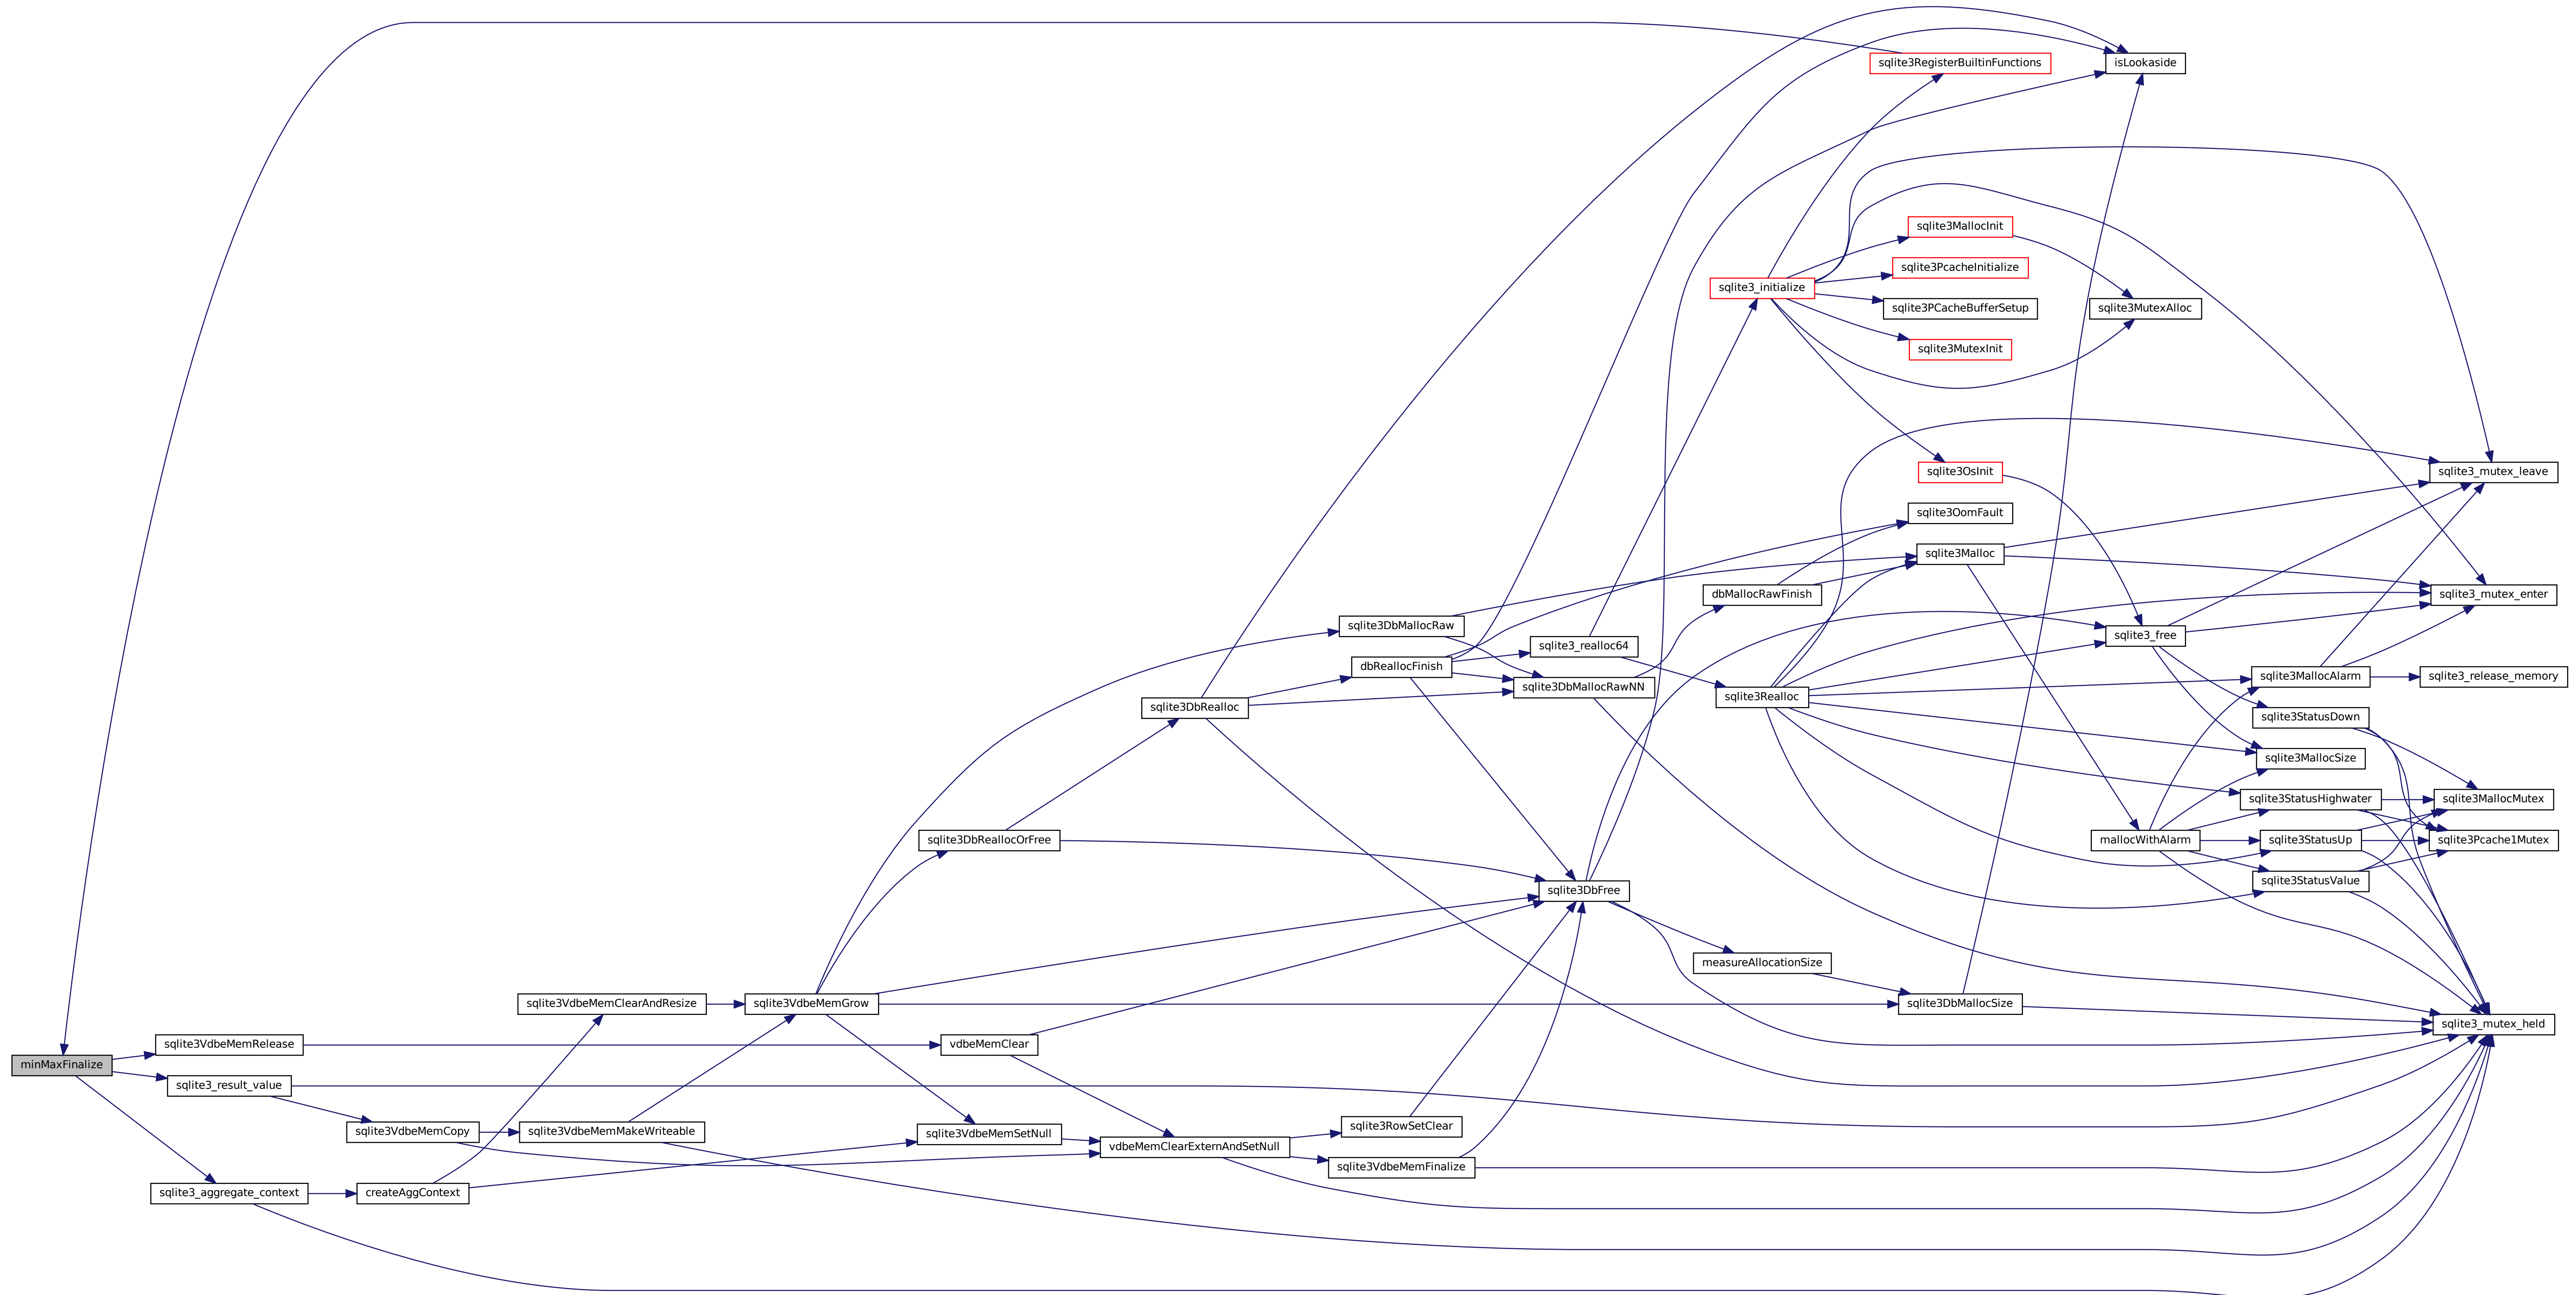 minMaxFinalize
sqlite3VdbeMemRelease
sqlite3_result_value
sqlite3_aggregate_context
sqlite3VdbeMemCopy
createAggContext
sqlite3VdbeMemClearAndResize
sqlite3VdbeMemMakeWriteable
sqlite3VdbeMemGrow
sqlite3DbReallocOrFree
vdbeMemClear
sqlite3VdbeMemSetNull
sqlite3DbRealloc
vdbeMemClearExternAndSetNull
sqlite3DbMallocRaw
dbReallocFinish
sqlite3RowSetClear
sqlite3VdbeMemFinalize
sqlite3_realloc64
sqlite3DbMallocRawNN
sqlite3DbFree
sqlite3_initialize
dbMallocRawFinish
sqlite3Realloc
measureAllocationSize
sqlite3RegisterBuiltinFunctions
sqlite3MallocInit
sqlite3PcacheInitialize
sqlite3PCacheBufferSetup
sqlite3MutexInit
sqlite3OsInit
sqlite3OomFault
sqlite3Malloc
sqlite3DbMallocSize
isLookaside
sqlite3MutexAlloc
sqlite3_free
mallocWithAlarm
sqlite3MallocAlarm
sqlite3StatusDown
sqlite3MallocSize
sqlite3StatusHighwater
sqlite3StatusUp
sqlite3StatusValue
sqlite3_mutex_leave
sqlite3_mutex_enter
sqlite3_release_memory
sqlite3MallocMutex
sqlite3Pcache1Mutex
sqlite3_mutex_held